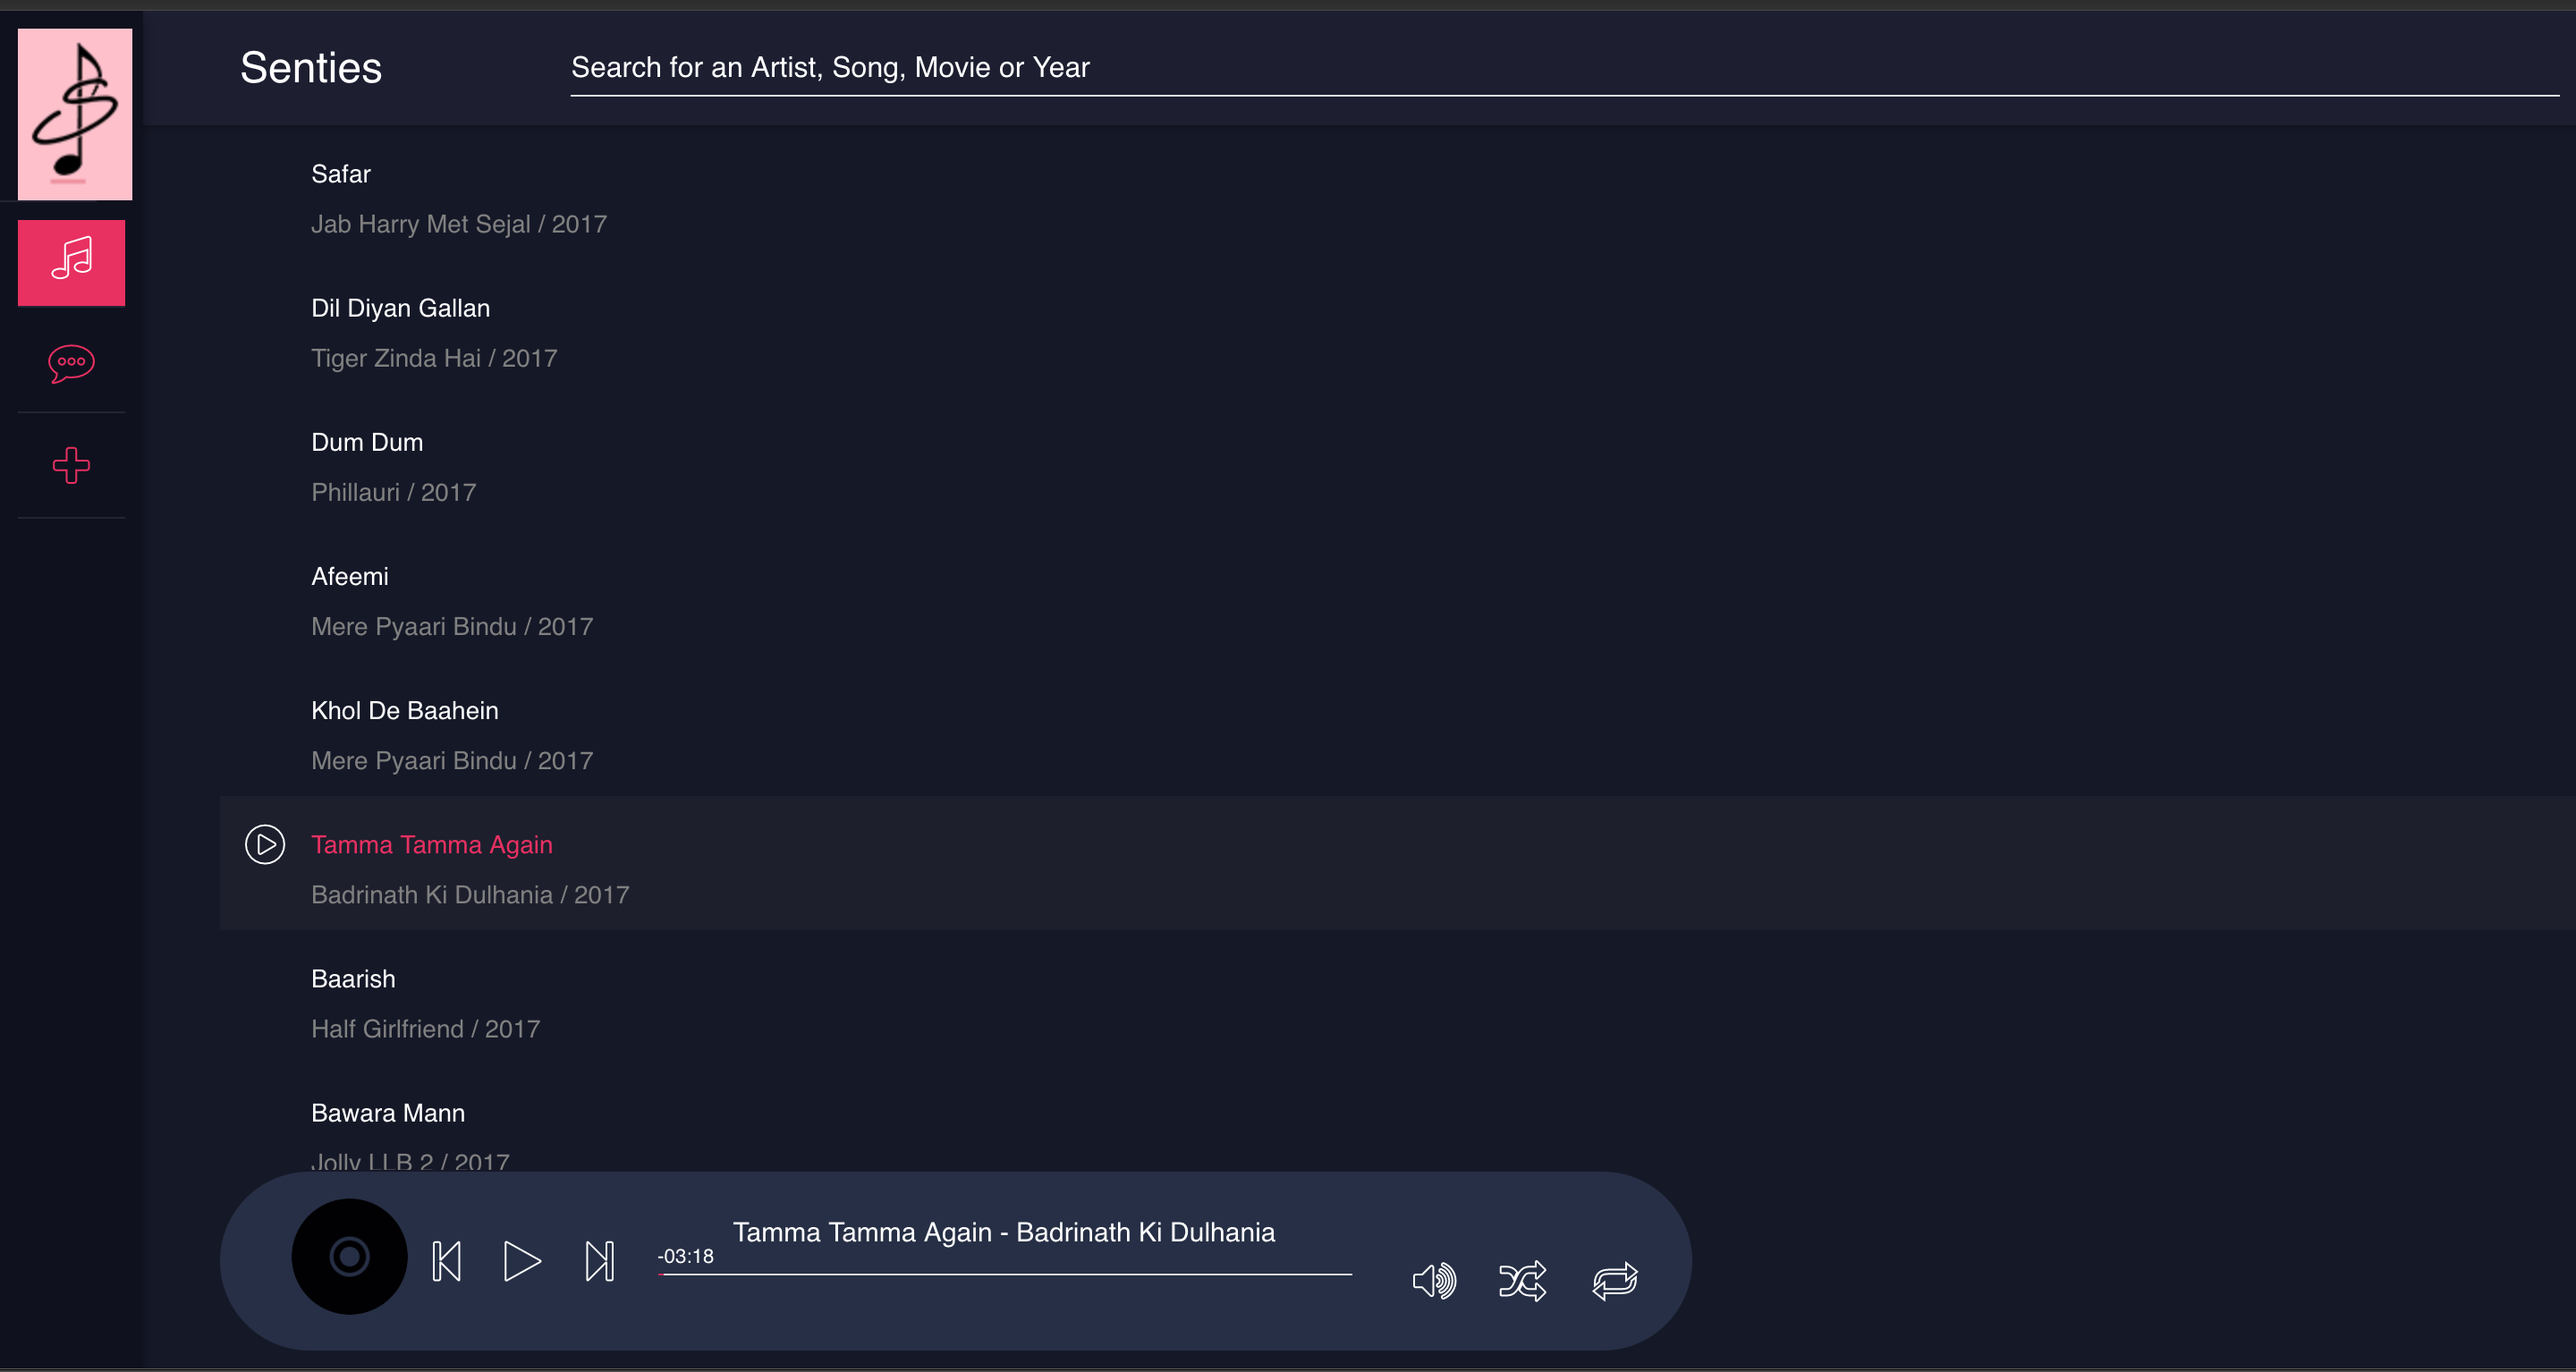 Senties
Search for an Artist, Song, Movie or Year
Safar
Jab Harry Met Sejal / 2017
Dil Diyan Gallan
Tiger Zinda Hai / 2017
Dum Dum
Phillauri / 2017
Afeemi
Mere Pyaari Bindu / 2017
Khol De Baahein
Mere Pyaari Bindu / 2017
Tamma Tamma Again
Badrinath Ki Dulhania / 2017
Baarish
Half Girlfriend / 2017
Bawara Mann
Jolly LLB 2 / 2017
Tamma Tamma Again - Badrinath Ki Dulhania
-03:18